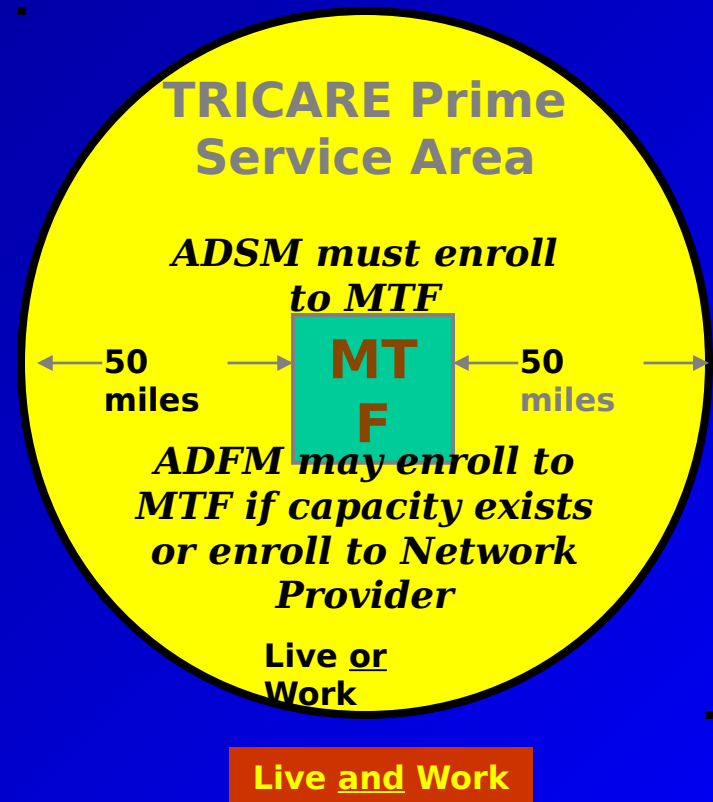 TRICARE Prime
Service Area
ADSM must enroll
to MTF
MT
F
50
miles
50
miles
ADFM may enroll to
MTF if capacity exists
or enroll to Network
Provider
Live or
Work
Live and Work